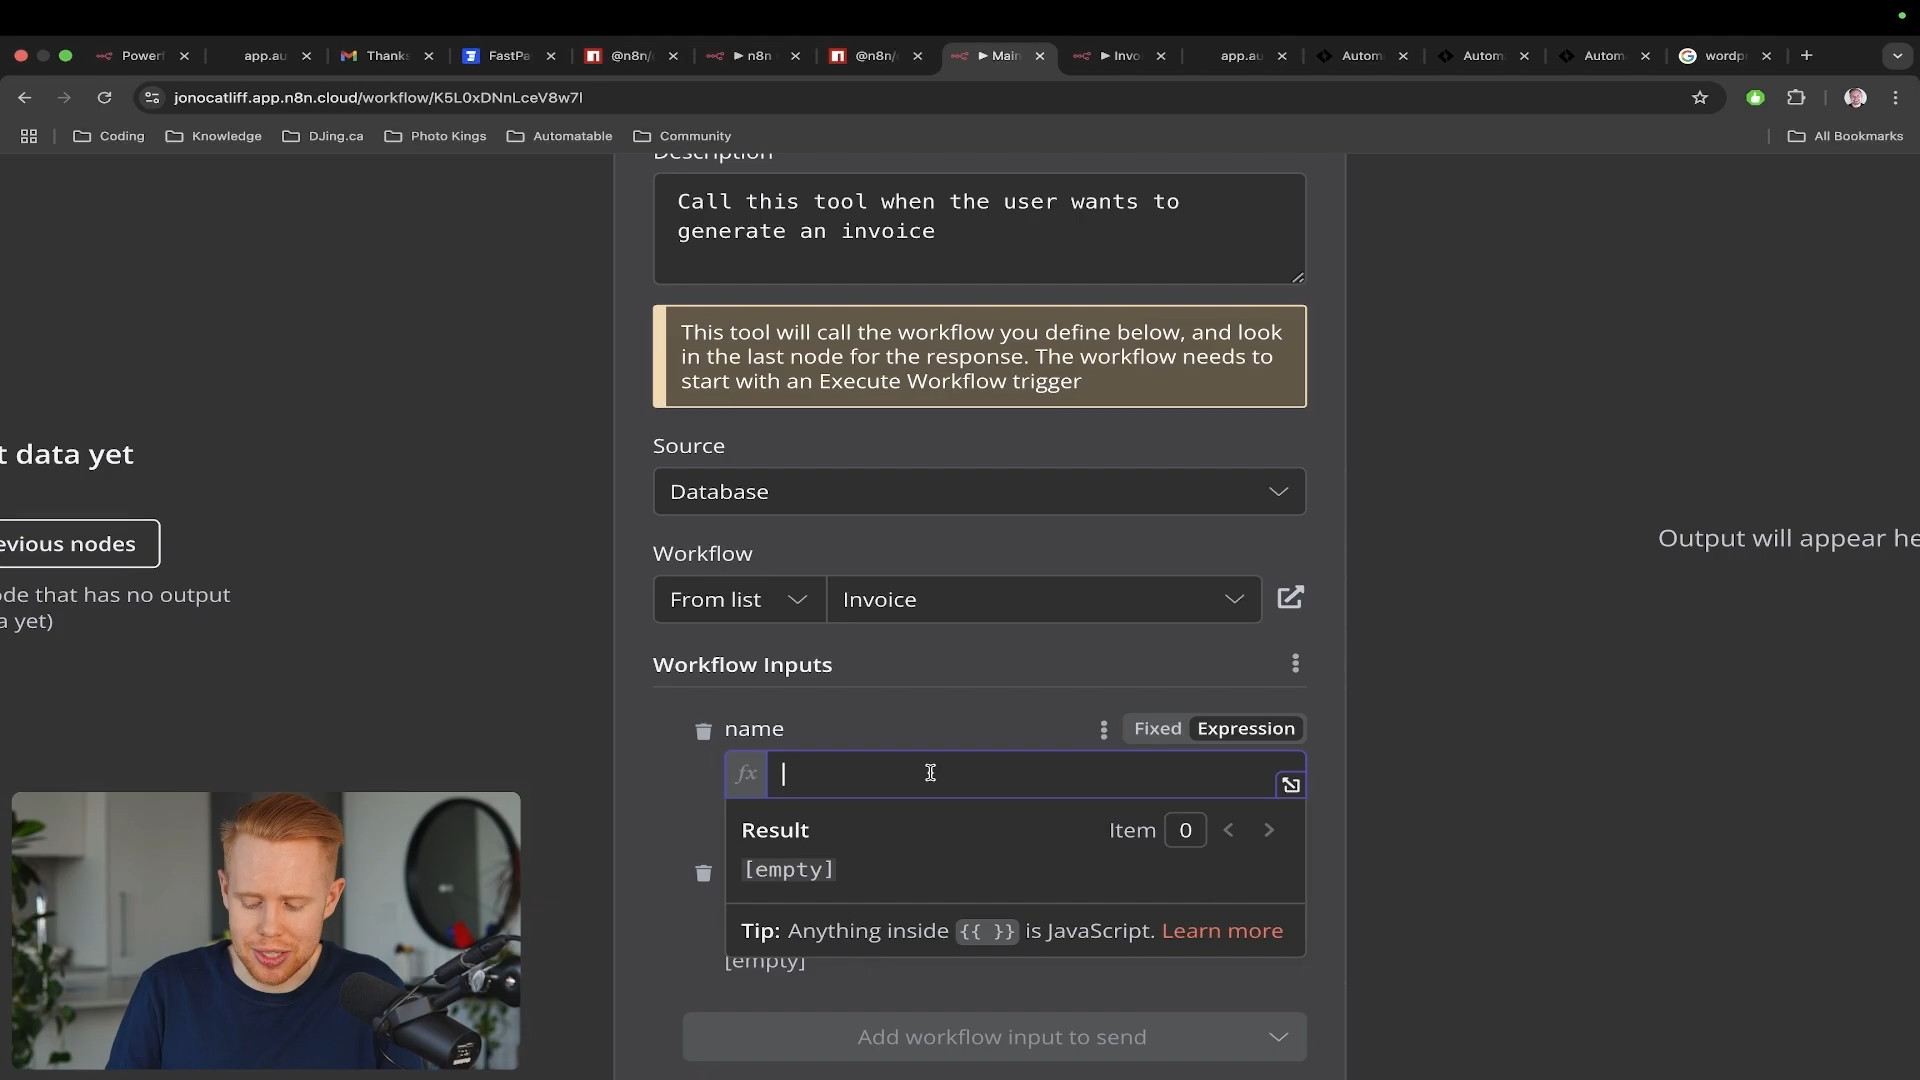 Powerf
app.au
Thanks
FastPa
@n8n/
▶ n8n
@n8n/
▶ Main
▶ Invo
app.au
Autom
Autom
Autom
wordp
jonocatliff.app.n8n.cloud/workflow/K5L0xDNnLceV8w7I
Coding
Knowledge
DJing.ca
Photo Kings
Automatable
Community
All Bookmarks
Description
Call this tool when the user wants to
generate an invoice
This tool will call the workflow you define below, and look
in the last node for the response. The workflow needs to
start with an Execute Workflow trigger
t data yet
Source
Database
evious nodes
Output will appear he
Workflow
ode that has no output
a yet)
From list
Invoice
Workflow Inputs
name
Fixed
Expression
fx
Result
Item 0
[empty]
Tip: Anything inside {{ }} is JavaScript. Learn more
[empty]
Add workflow input to send